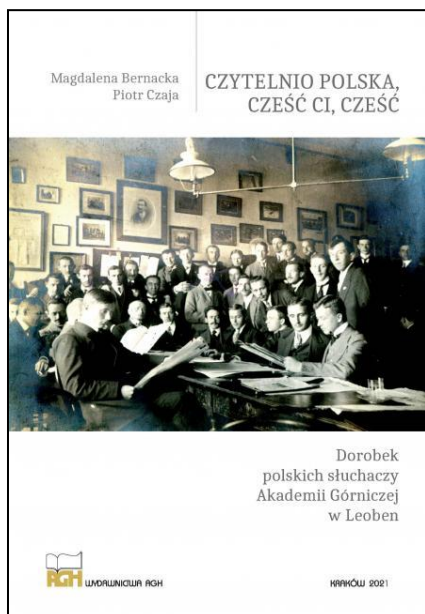 Magdalena Bernacka
Piotr Czaja
CZYTELNIO POLSKA,
CZEŚĆ CI, CZEŚĆ
Dorobek
polskich słuchaczy
Akademii Górniczej
w Leoben
AGH WYDAWNICTWA AGH
KRAKÓW 2021